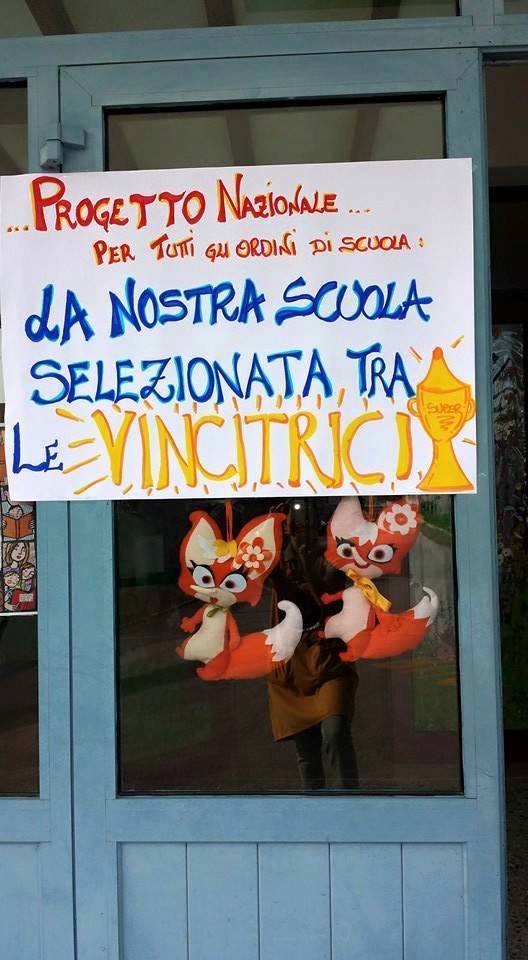 ...PROGETTO NAZIONALE...
PER TUTTI GLI ORDINI DI SCUOLA:
LA NOSTRA SCUOLA
SELEZIONATA TRA
LE VINCITRICI
SUPER